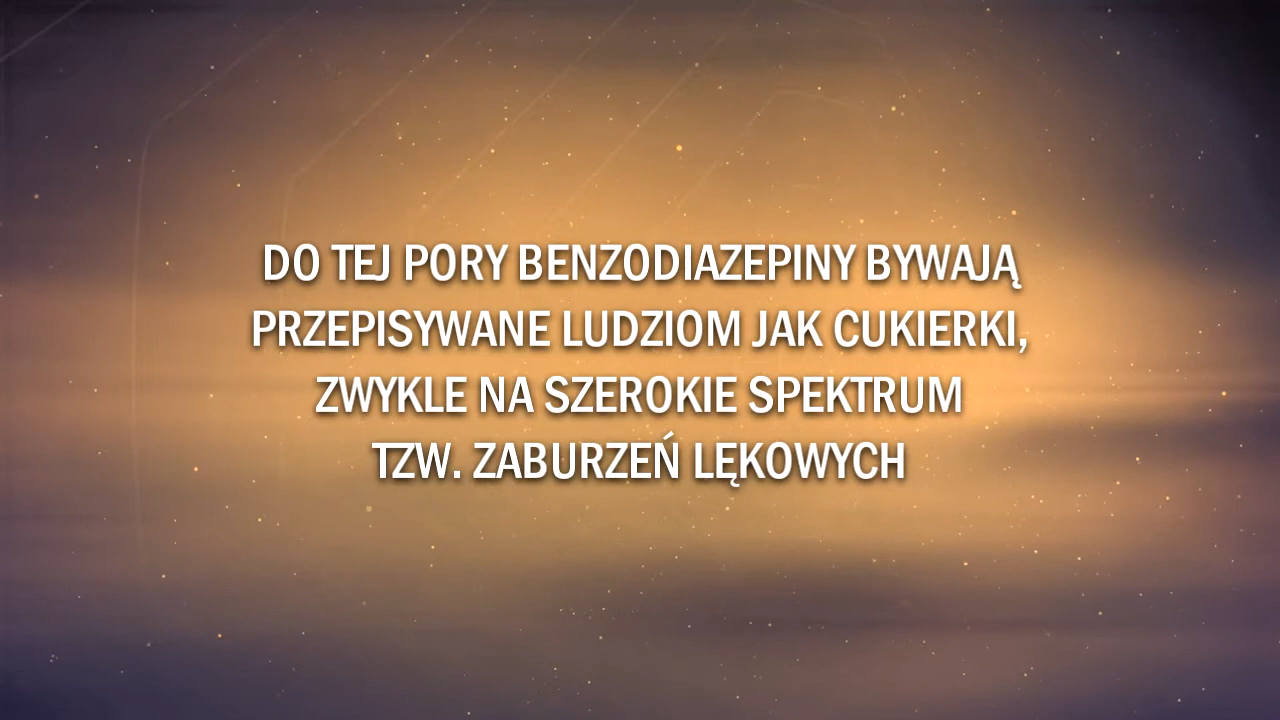 DO TEJ PORY BENZODIAZEPINY BYWAJĄ
PRZEPISYWANE LUDZIOM JAK CUKIERKI,
ZWYKLE NA SZEROKIE SPEKTRUM
TZW. ZABURZEŃ LĘKOWYCH